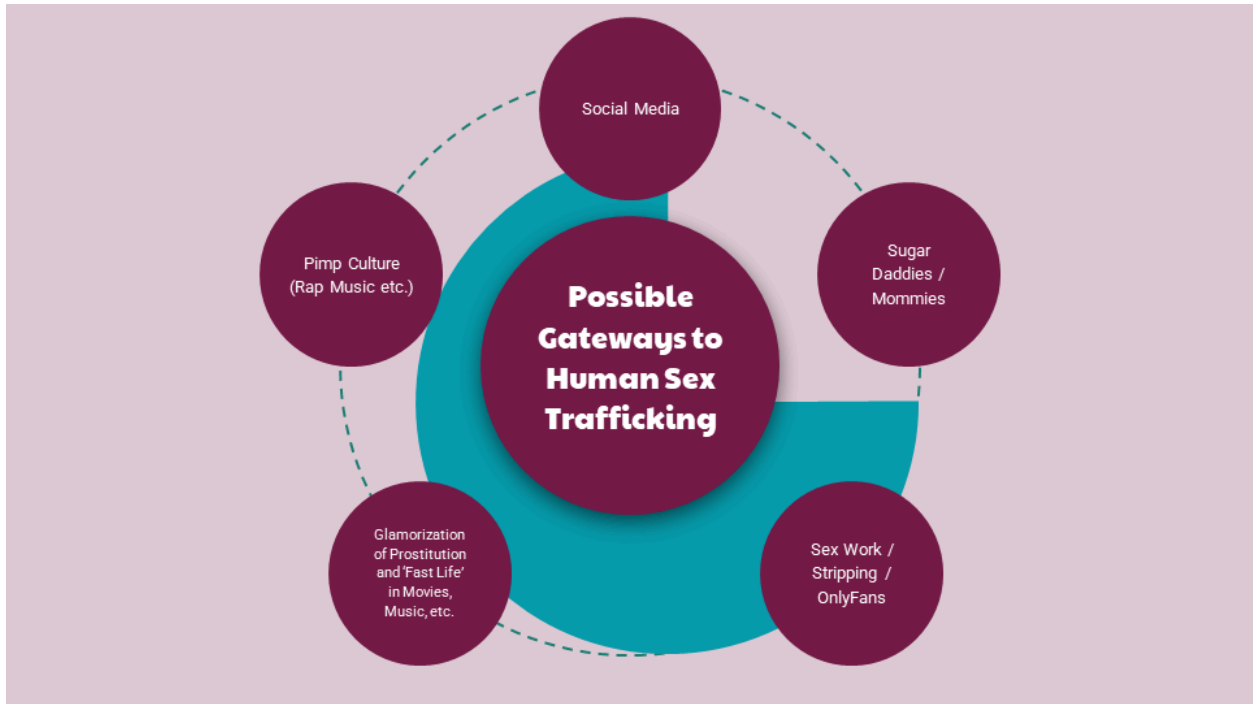 Social Media
Sugar
Daddies /
Mommies
Sex Work /
Stripping /
OnlyFans
Glamorization
of Prostitution
and ‘Fast Life’
in Movies,
Music, etc.
Pimp Culture
(Rap Music etc.)
Possible
Gateways to
Human Sex
Trafficking